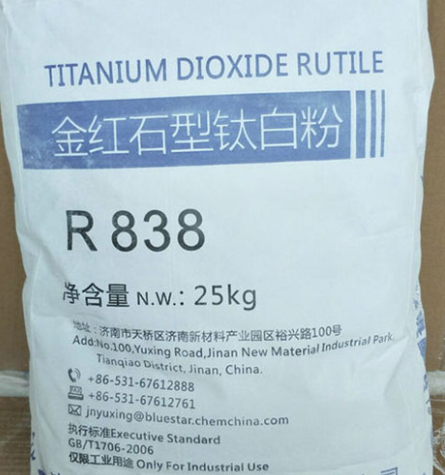 TITANIUM DIOXIDE RUTILE
金红石型钛白粉
R 838
净含量 N.W.: 25kg
地址: 济南市天桥区济南新材料产业园区裕兴路100号
Add:No.100,Yuxing Road,Jinan New Material Industrial Park,
Tianqiao District, Jinan, China.
+86-531-67612888
+86-531-67612761
jnyuxing@bluestar.chemchina.com
执行标准Executive Standard
GB/T1706-2006
仅限工业用途 Only For Industrial Use